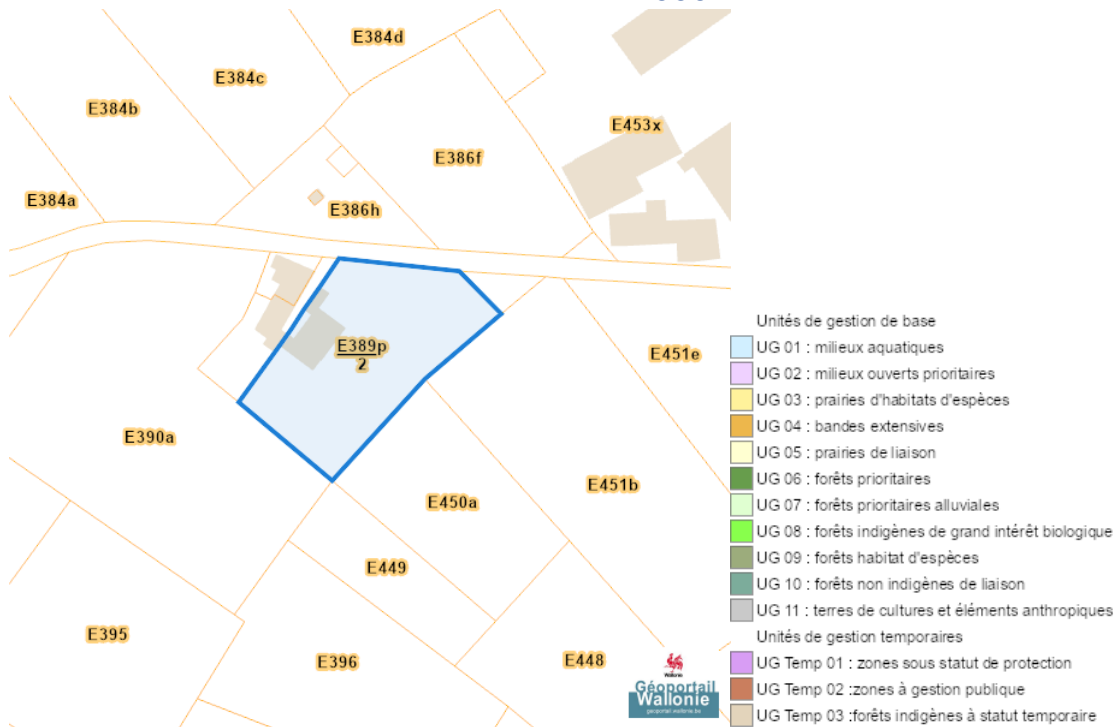 E384d
E384c
E384b
E453x
E386f
E384a
E386h
E389p
2
E451e
E390a
E451b
E450a
E449
E395
E396
E448
Wallonie
Géoportail
Wallonie
geoportail.wallonie.be
Unités de gestion de base
UG 01 : milieux aquatiques
UG 02 : milieux ouverts prioritaires
UG 03 : prairies d'habitats d'espèces
UG 04 : bandes extensives
UG 05 : prairies de liaison
UG 06 : forêts prioritaires
UG 07 : forêts prioritaires alluviales
UG 08 : forêts indigènes de grand intérêt biologique
UG 09 : forêts habitat d'espèces
UG 10 : forêts non indigènes de liaison
UG 11 : terres de cultures et éléments anthropiques
Unités de gestion temporaires
UG Temp 01 : zones sous statut de protection
UG Temp 02 :zones à gestion publique
UG Temp 03 :forêts indigènes à statut temporaire